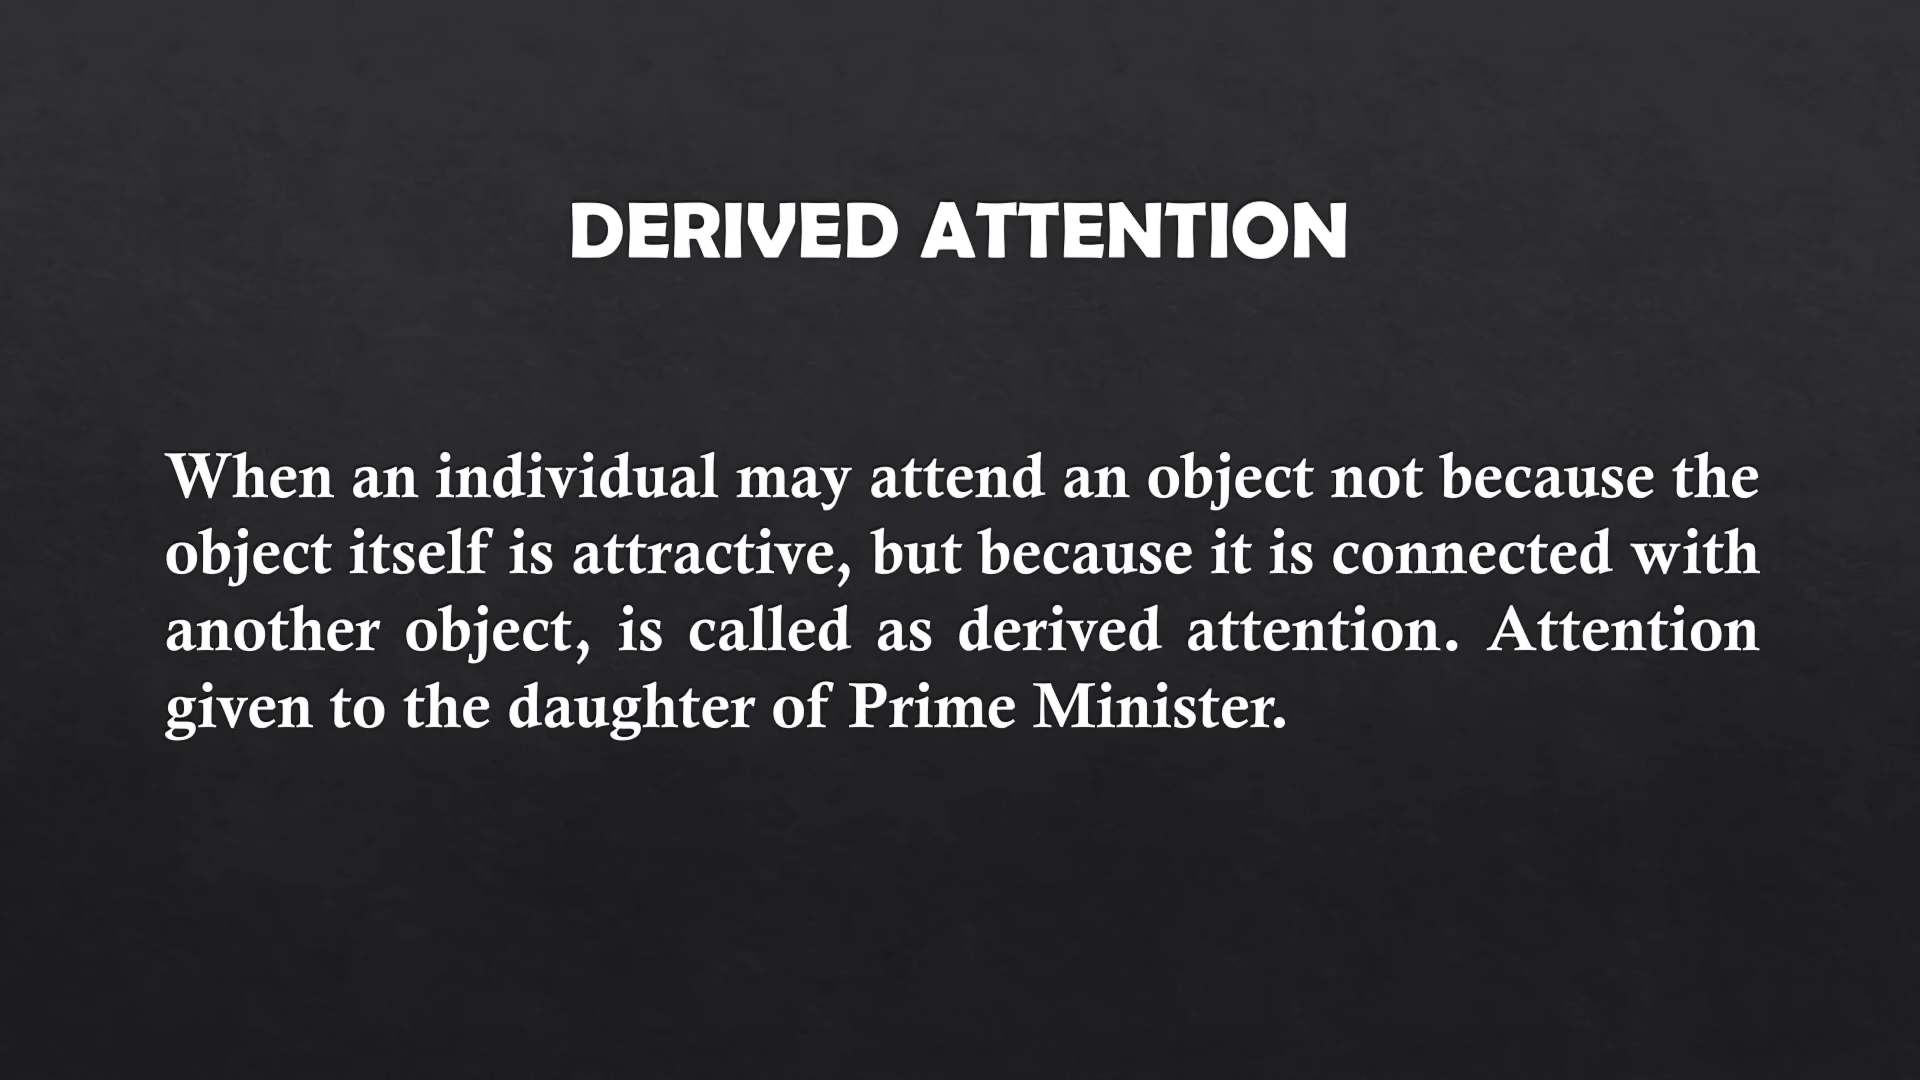 DERIVED ATTENTION
When an individual may attend an object not because the
object itself is attractive, but because it is connected with
another object, is called as derived attention. Attention
given to the daughter of Prime Minister.